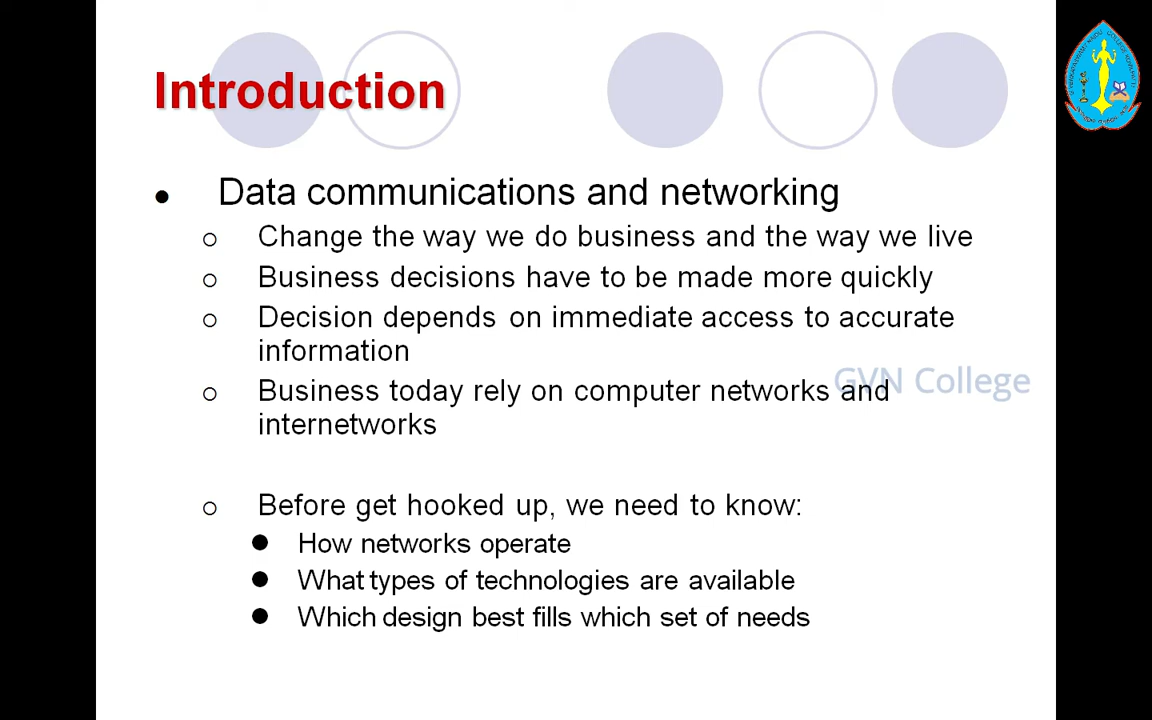 Introduction
Data communications and networking
Change the way we do business and the way we live
Business decisions have to be made more quickly
Decision depends on immediate access to accurate
information
Business today rely on computer networks and
internetworks
GVN College
Before get hooked up, we need to know:
How networks operate
What types of technologies are available
Which design best fills which set of needs